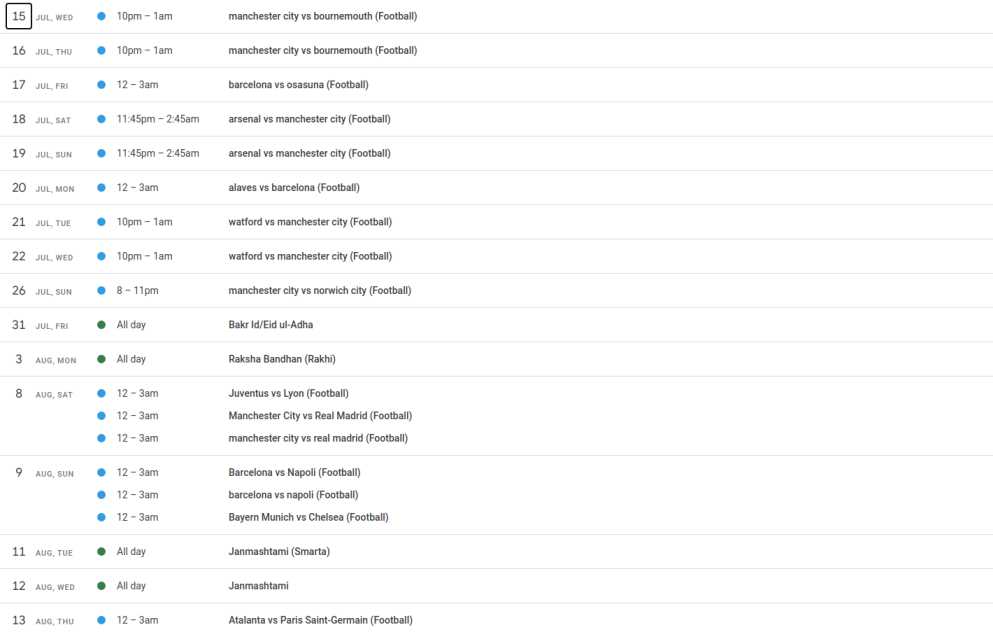 15 JUL, WED 10pm – 1am manchester city vs bournemouth (Football)
16 JUL, THU 10pm – 1am manchester city vs bournemouth (Football)
17 JUL, FRI 12 – 3am barcelona vs osasuna (Football)
18 JUL, SAT 11:45pm – 2:45am arsenal vs manchester city (Football)
19 JUL, SUN 11:45pm – 2:45am arsenal vs manchester city (Football)
20 JUL, MON 12 – 3am alaves vs barcelona (Football)
21 JUL, TUE 10pm – 1am watford vs manchester city (Football)
22 JUL, WED 10pm – 1am watford vs manchester city (Football)
26 JUL, SUN 8 – 11pm manchester city vs norwich city (Football)
31 JUL, FRI All day Bakr Id/Eid ul-Adha
3 AUG, MON All day Raksha Bandhan (Rakhi)
8 AUG, SAT 12 – 3am Juventus vs Lyon (Football)
12 – 3am Manchester City vs Real Madrid (Football)
12 – 3am manchester city vs real madrid (Football)
9 AUG, SUN 12 – 3am Barcelona vs Napoli (Football)
12 – 3am barcelona vs napoli (Football)
12 – 3am Bayern Munich vs Chelsea (Football)
11 AUG, TUE All day Janmashtami (Smarta)
12 AUG, WED All day Janmashtami
13 AUG, THU 12 – 3am Atalanta vs Paris Saint-Germain (Football)